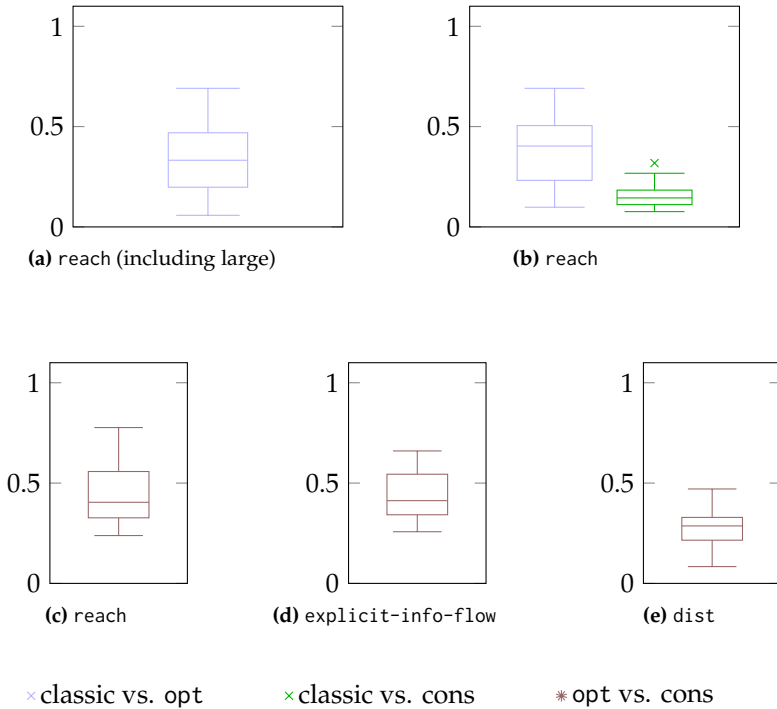 1
0.5
0
(a) reach (including large)
1
0.5
0
(b) reach
1
0.5
0
(c) reach
1
0.5
0
(d) explicit-info-flow
1
0.5
0
(e) dist
classic vs. opt
classic vs. cons
opt vs. cons